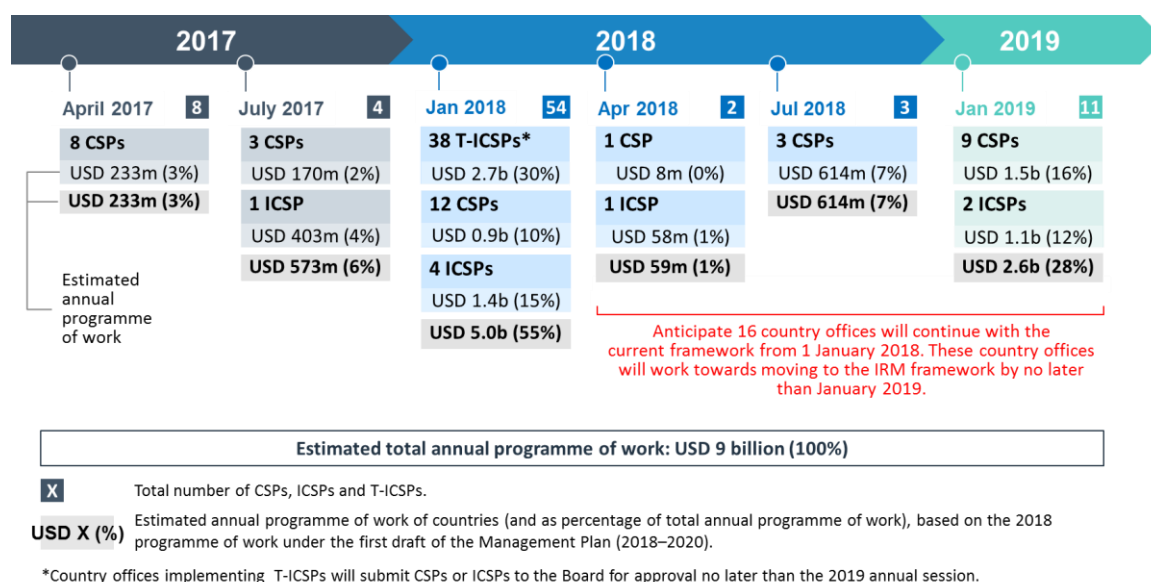 2017
2018
2019
April 2017 8
July 2017 4
Jan 2018 54
Apr 2018 2
Jul 2018 3
Jan 2019 11
8 CSPs
USD 233m (3%)
USD 233m (3%)
3 CSPs
USD 170m (2%)
1 ICSP
USD 403m (4%)
USD 573m (6%)
38 T-ICSPs*
USD 2.7b (30%)
12 CSPs
USD 0.9b (10%)
4 ICSPs
USD 1.4b (15%)
USD 5.0b (55%)
1 CSP
USD 8m (0%)
1 ICSP
USD 58m (1%)
USD 59m (1%)
3 CSPs
USD 614m (7%)
USD 614m (7%)
9 CSPs
USD 1.5b (16%)
2 ICSPs
USD 1.1b (12%)
USD 2.6b (28%)
Estimated
annual
programme
of work
Anticipate 16 country offices will continue with the
current framework from 1 January 2018. These country offices
will work towards moving to the IRM framework by no later
than January 2019.
Estimated total annual programme of work: USD 9 billion (100%)
X Total number of CSPs, ICSPs and T-ICSPs.
USD X (%) Estimated annual programme of work of countries (and as percentage of total annual programme of work), based on the 2018
programme of work under the first draft of the Management Plan (2018–2020).
*Country offices implementing T-ICSPs will submit CSPs or ICSPs to the Board for approval no later than the 2019 annual session.